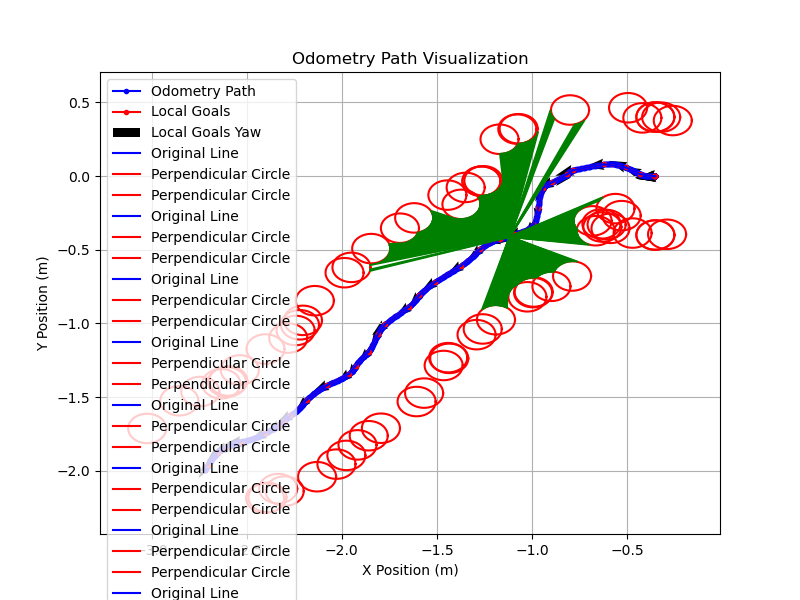 Odometry Path Visualization
Y Position (m)
0.5
0.0
−0.5
−1.0
−1.5
−2.0
Odometry Path
Local Goals
Local Goals Yaw
Original Line
Perpendicular Circle
Perpendicular Circle
Original Line
Perpendicular Circle
Perpendicular Circle
Original Line
Perpendicular Circle
Perpendicular Circle
Original Line
Perpendicular Circle
Perpendicular Circle
Original Line
Perpendicular Circle
Perpendicular Circle
Original Line
Perpendicular Circle
Perpendicular Circle
Original Line
Perpendicular Circle
Perpendicular Circle
Original Line
−2.0 −1.5 −1.0 −0.5
X Position (m)